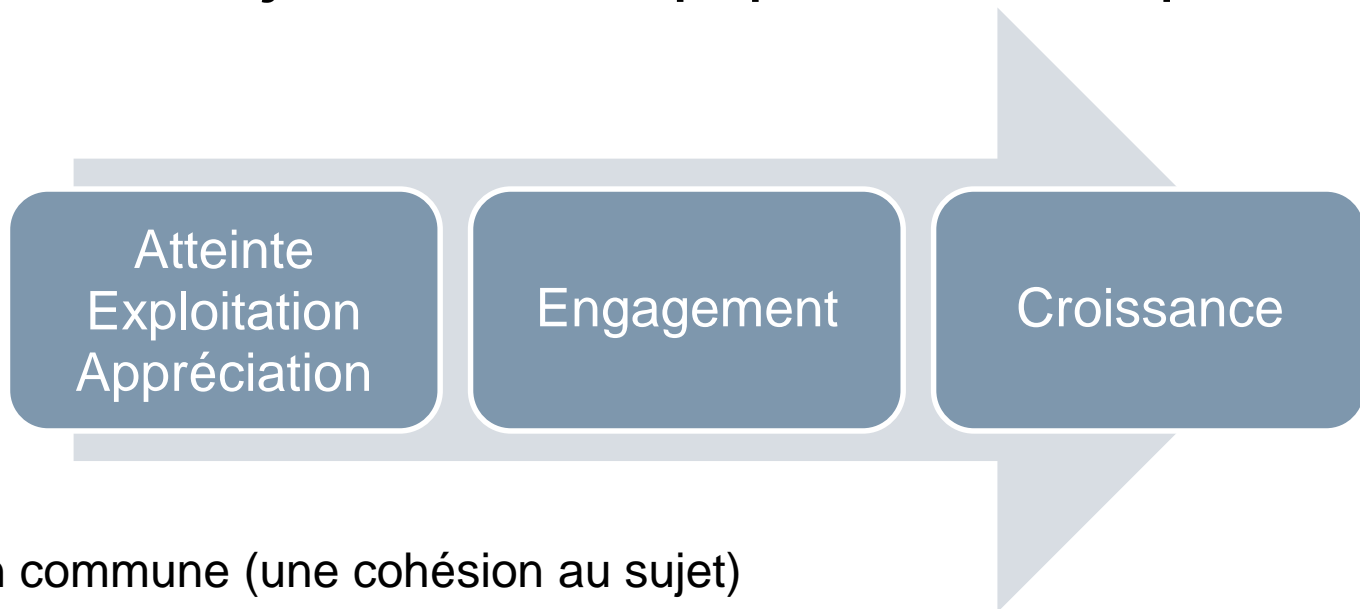 Atteinte
Exploitation
Appréciation
Engagement
Croissance
commune (une cohésion au sujet)